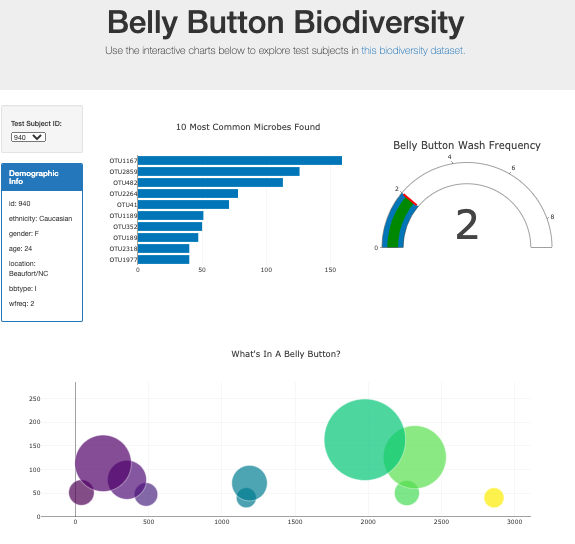 Belly Button Biodiversity
Use the interactive charts below to explore test subjects in this biodiversity dataset.
Test Subject ID:
940
Demographic
Info
id: 940
ethnicity: Caucasian
gender: F
age: 24
location:
Beaufort/NC
bbtype: I
wfreq: 2
10 Most Common Microbes Found
OTU1167
OTU2859
OTU482
OTU2264
OTU41
OTU1189
OTU352
OTU189
OTU2318
OTU1977
0 50 100 150
Belly Button Wash Frequency
0
2
4
6
8
2
What's In A Belly Button?
250
200
150
100
50
0
0 500 1000 1500 2000 2500 3000